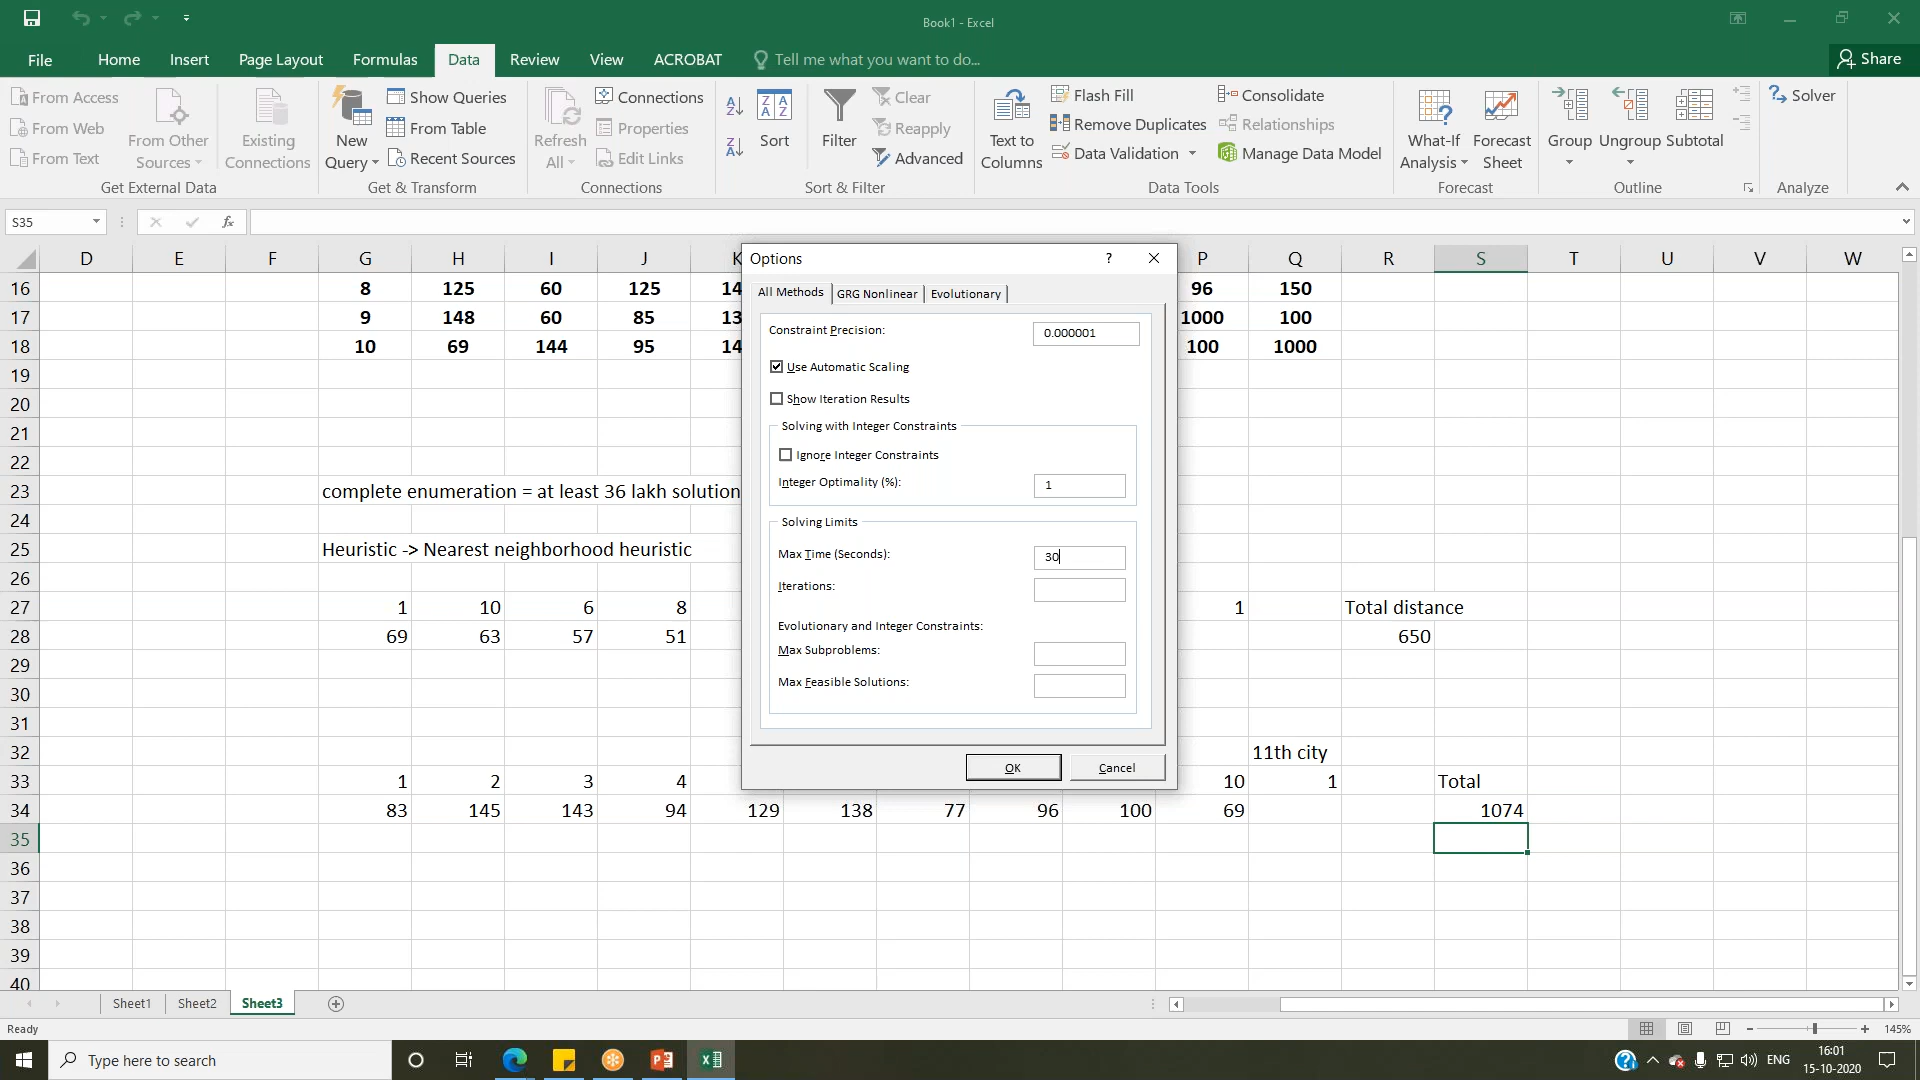 Book1 - Excel
File Home Insert Page Layout Formulas Data Review View ACROBAT Tell me what you want to do... Share
From Access
From Web
From Text
From Other Sources
Existing Connections
Get External Data
New Query
Show Queries
From Table
Recent Sources
Get & Transform
Refresh All
Connections
Properties
Edit Links
Connections
Sort
Filter
Clear
Reapply
Advanced
Sort & Filter
Text to Columns
Flash Fill
Remove Duplicates
Data Validation
Consolidate
Relationships
Manage Data Model
Data Tools
What-If Analysis
Forecast Sheet
Forecast
Group
Ungroup
Subtotal
Outline
Solver
Analyze
S35 fx
D E F G H I J K P Q R S T U V W
16 8 125 60 125 14 96 150
17 9 148 60 85 13 1000 100
18 10 69 144 95 14 100 1000
19
20
21
22
23 complete enumeration = at least 36 lakh solution
24
25 Heuristic -> Nearest neighborhood heuristic
26
27 1 10 6 8 1 Total distance
28 69 63 57 51 650
29
30
31
32 11th city
33 1 2 3 4 10 1 Total
34 83 145 143 94 129 138 77 96 100 69 1074
35
36
37
38
39
40
Options ?
All Methods GRG Nonlinear Evolutionary
Constraint Precision: 0.000001
Use Automatic Scaling
Show Iteration Results
Solving with Integer Constraints
Ignore Integer Constraints
Integer Optimality (%): 1
Solving Limits
Max Time (Seconds): 30
Iterations:
Evolutionary and Integer Constraints:
Max Subproblems:
Max Feasible Solutions:
OK Cancel
Sheet1 Sheet2 Sheet3
Ready 145%
Type here to search
ENG
16:01
15-10-2020